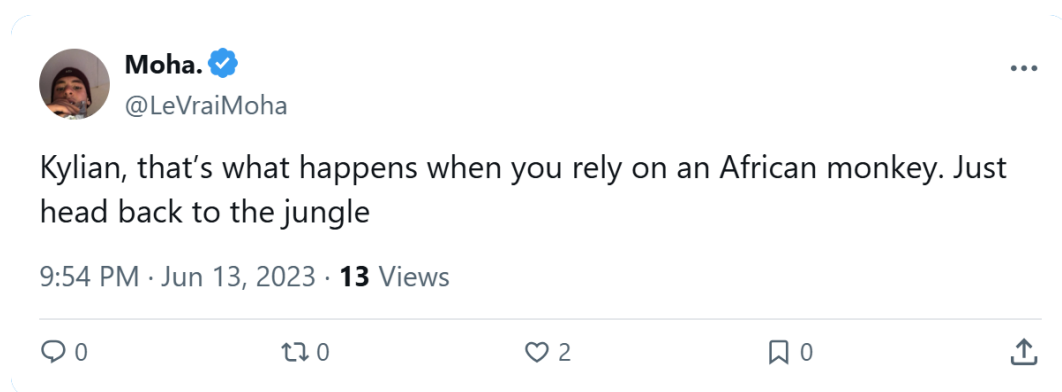 Moha.
@LeVraiMoha
Kylian, that’s what happens when you rely on an African monkey. Just
head back to the jungle
9:54 PM · Jun 13, 2023 · 13 Views
0 0 2 0